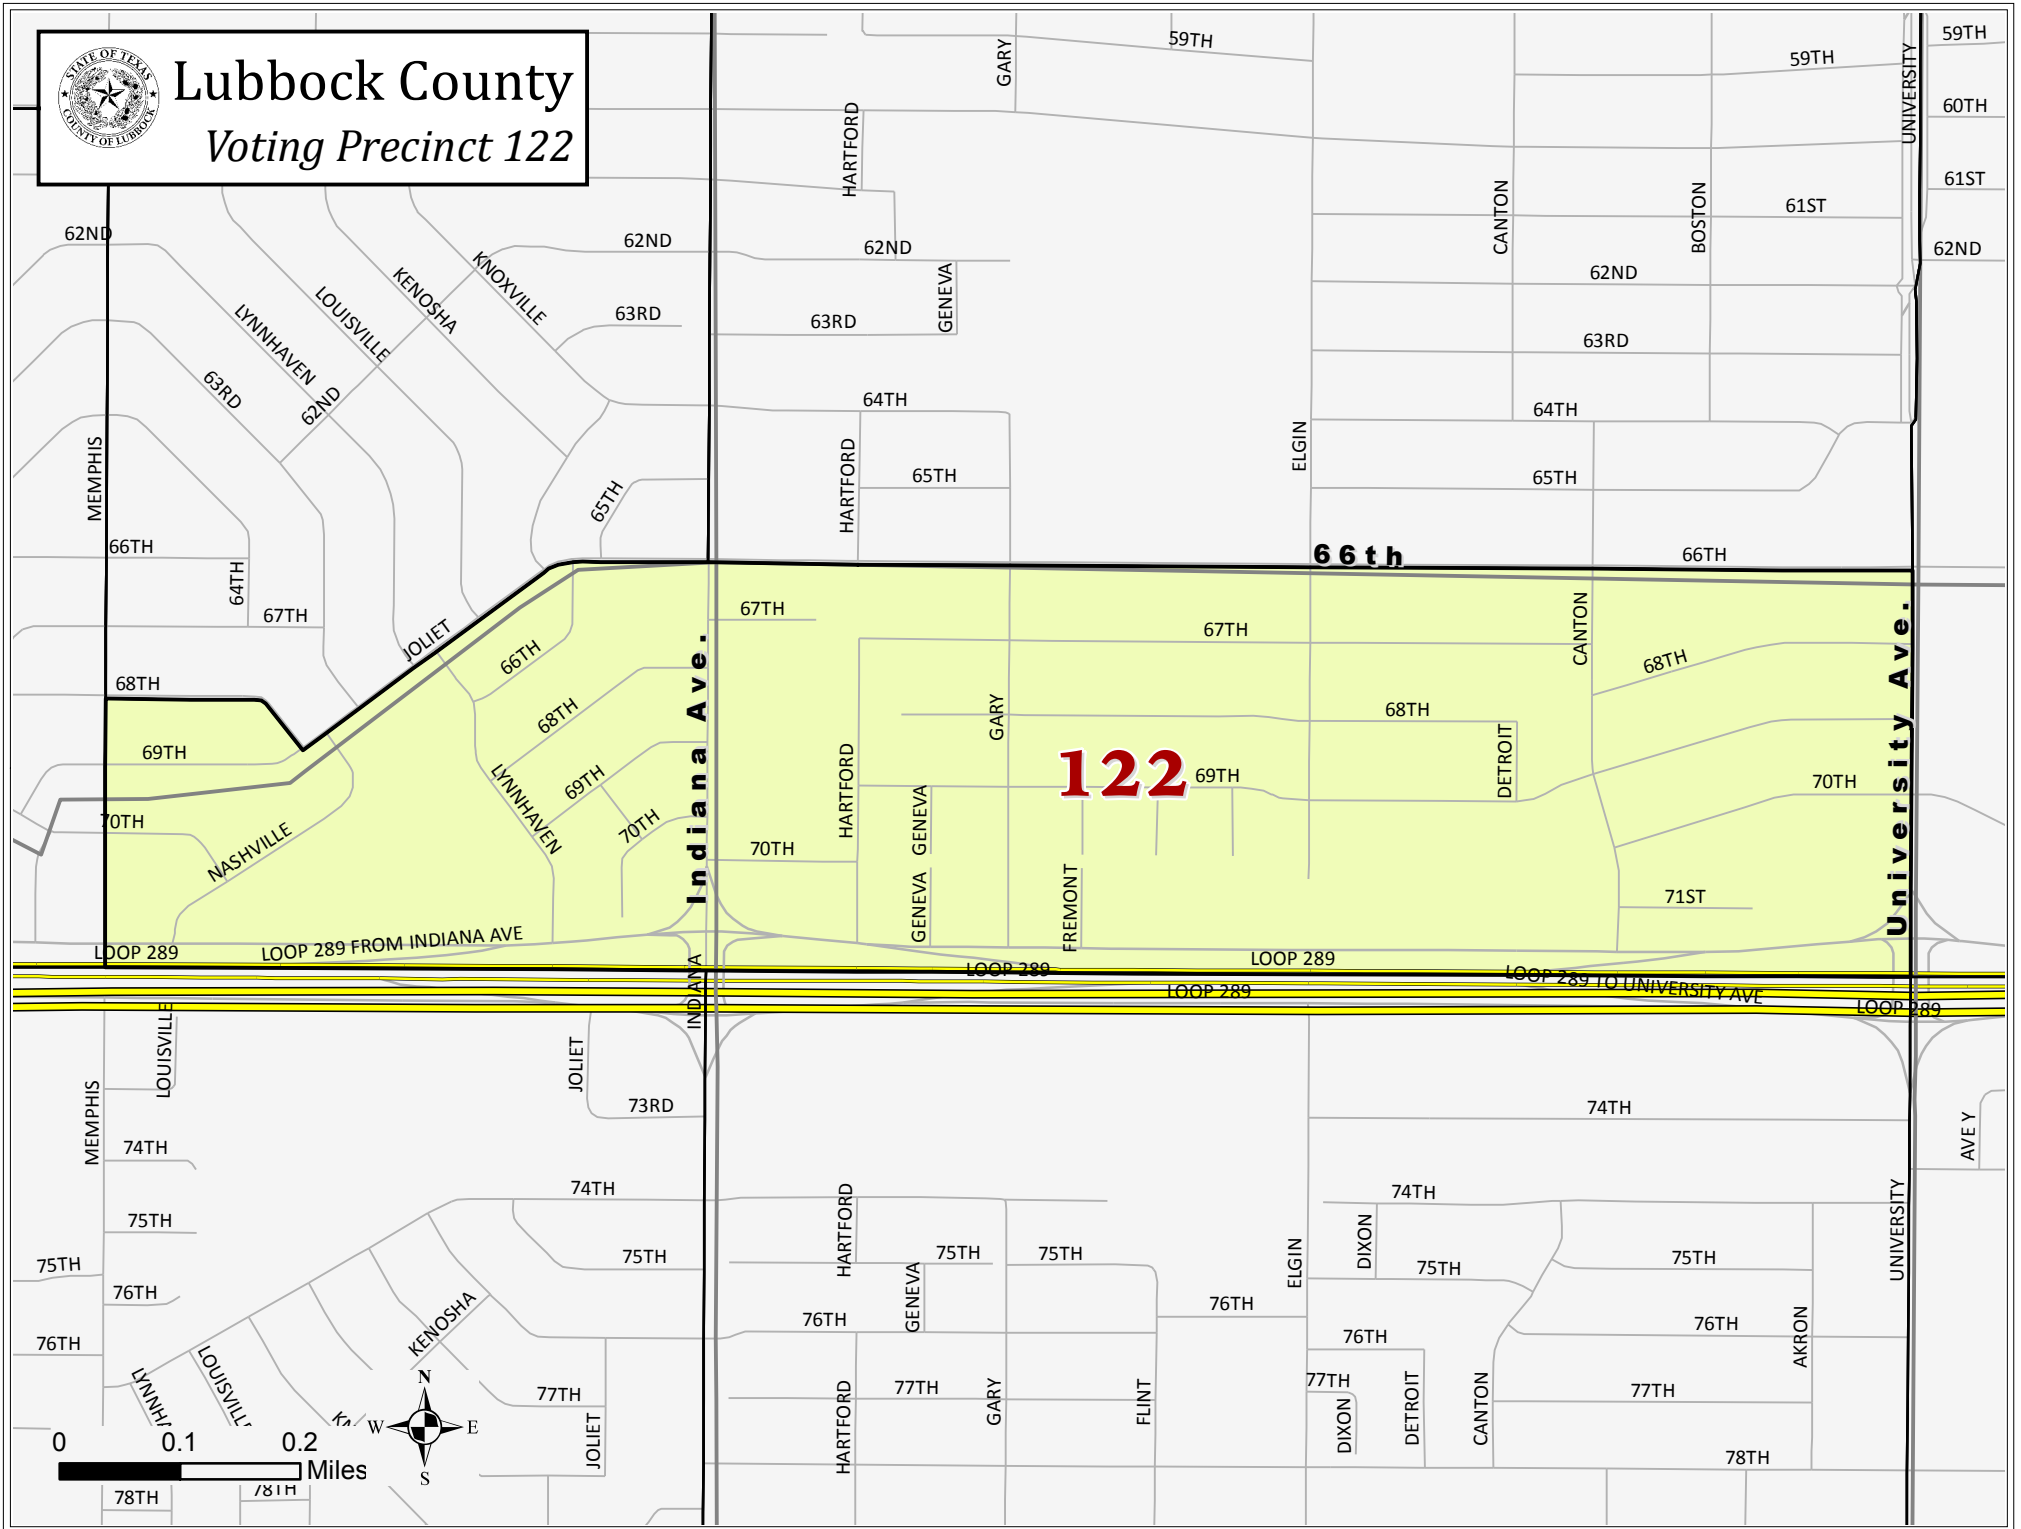 STATE OF TEXAS
COUNTY OF LUBBOCK
Lubbock County
Voting Precinct 122
59TH
59TH
59TH
GARY
UNIVERSITY
60TH
HARTFORD
61ST
61ST
CANTON
BOSTON
62ND
62ND
62ND
62ND
62ND
KNOXVILLE
KENOSHA
LOUISVILLE
LYNNHAVEN
GENEVA
63RD
63RD
63RD
63RD
62ND
64TH
64TH
MEMPHIS
HARTFORD
ELGIN
65TH
65TH
65TH
66TH
66th
66TH
64TH
67TH
67TH
67TH
CANTON
JOLIET
66TH
68TH
68TH
68TH
68TH
Indiana Ave.
University Ave.
GARY
69TH
69TH
69TH
122
DETROIT
HARTFORD
LYNNHAVEN
GENEVA
70TH
70TH
70TH
70TH
NASHVILLE
GENEVA
FREMONT
71ST
LOOP 289
LOOP 289 FROM INDIANA AVE
LOOP 289
LOOP 289
LOOP 289 TO UNIVERSITY AVE
LOOP 289
LOOP 289
INDIANA
LOUISVILLE
JOLIET
MEMPHIS
73RD
74TH
AVE Y
74TH
74TH
74TH
UNIVERSITY
HARTFORD
DIXON
75TH
75TH
75TH
75TH
75TH
75TH
75TH
ELGIN
GENEVA
76TH
76TH
76TH
76TH
76TH
76TH
KENOSHA
AKRON
LYNNHA
LOUISVILL
N
W
E
S
77TH
77TH
77TH
77TH
JOLIET
HARTFORD
GARY
FLINT
DIXON
DETROIT
CANTON
0 0.1 0.2
Miles
78TH
78TH
78TH